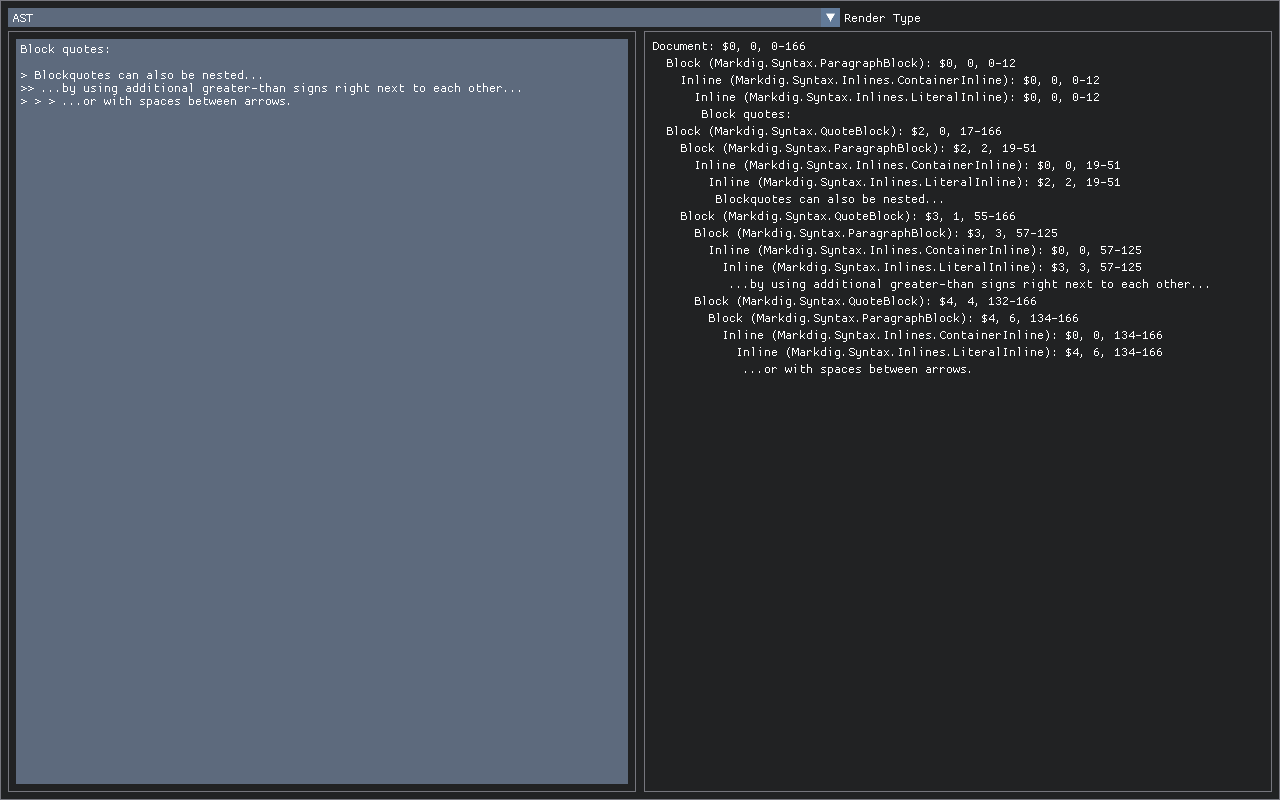 AST
Render Type
Block quotes:
> Blockquotes can also be nested...
>> ...by using additional greater-than signs right next to each other...
> > > ...or with spaces between arrows.
Document: $0, 0, 0-166
Block (Markdig.Syntax.ParagraphBlock): $0, 0, 0-12
Inline (Markdig.Syntax.Inlines.ContainerInline): $0, 0, 0-12
Inline (Markdig.Syntax.Inlines.LiteralInline): $0, 0, 0-12
Block quotes:
Block (Markdig.Syntax.QuoteBlock): $2, 0, 17-166
Block (Markdig.Syntax.ParagraphBlock): $2, 2, 19-51
Inline (Markdig.Syntax.Inlines.ContainerInline): $0, 0, 19-51
Inline (Markdig.Syntax.Inlines.LiteralInline): $2, 2, 19-51
Blockquotes can also be nested...
Block (Markdig.Syntax.QuoteBlock): $3, 1, 55-166
Block (Markdig.Syntax.ParagraphBlock): $3, 3, 57-125
Inline (Markdig.Syntax.Inlines.ContainerInline): $0, 0, 57-125
Inline (Markdig.Syntax.Inlines.LiteralInline): $3, 3, 57-125
...by using additional greater-than signs right next to each other...
Block (Markdig.Syntax.QuoteBlock): $4, 4, 132-166
Block (Markdig.Syntax.ParagraphBlock): $4, 6, 134-166
Inline (Markdig.Syntax.Inlines.ContainerInline): $0, 0, 134-166
Inline (Markdig.Syntax.Inlines.LiteralInline): $4, 6, 134-166
...or with spaces between arrows.